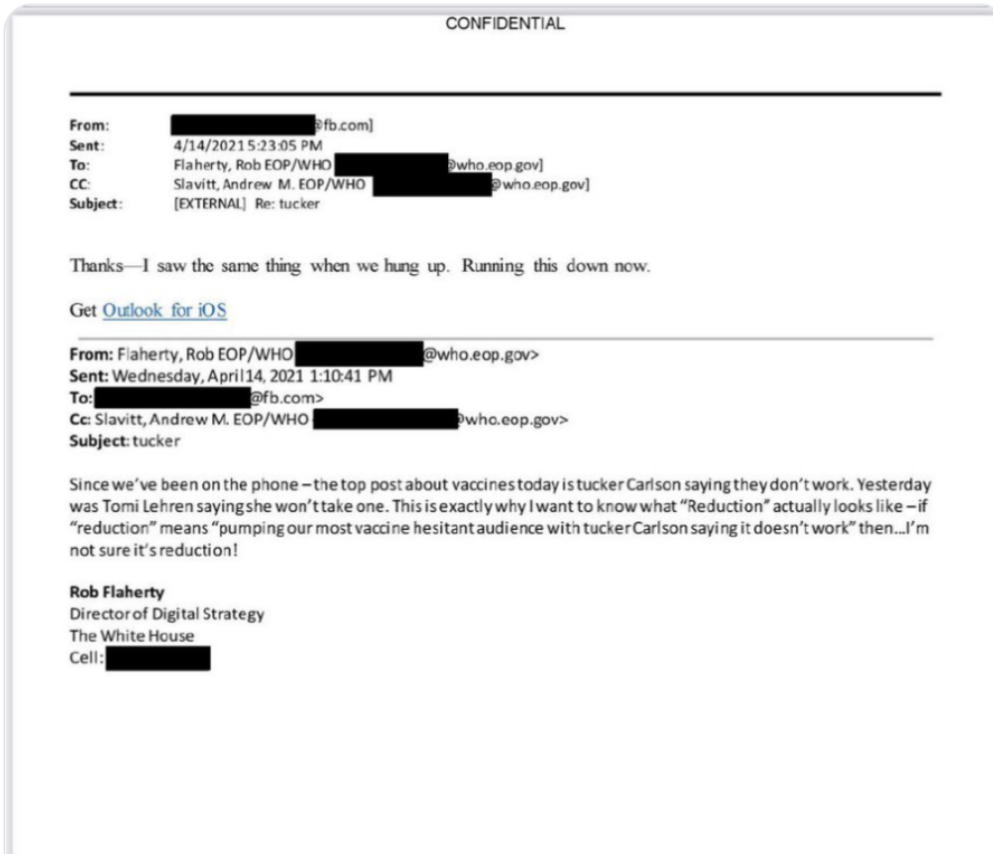 CONFIDENTIAL
From: @fb.com]
Sent: 4/14/2021 5:23:05 PM
To: Flaherty, Rob EOP/WHO @who.eop.gov]
CC: Slavitt, Andrew M. EOP/WHO @who.eop.gov]
Subject: [EXTERNAL] Re: tucker
Thanks—I saw the same thing when we hung up. Running this down now.
Get Outlook for iOS
From: Flaherty, Rob EOP/WHO @who.eop.gov>
Sent: Wednesday, April 14, 2021 1:10:41 PM
To: @fb.com>
Cc: Slavitt, Andrew M. EOP/WHO @who.eop.gov>
Subject: tucker
Since we've been on the phone – the top post about vaccines today is tucker Carlson saying they don't work. Yesterday
was Tomi Lehren saying she won't take one. This is exactly why I want to know what "Reduction" actually looks like – if
"reduction" means "pumping our most vaccine hesitant audience with tucker Carlson saying it doesn't work" then...I'm
not sure it's reduction!
Rob Flaherty
Director of Digital Strategy
The White House
Cell: